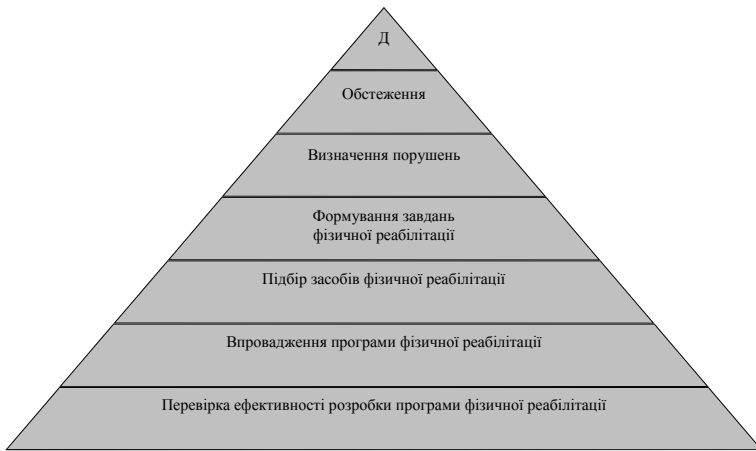 Д
Обстеження
Визначення порушень
Формування завдань
фізичної реабілітації
Підбір засобів фізичної реабілітації
Впровадження програми фізичної реабілітації
Перевірка ефективності розробки програми фізичної реабілітації